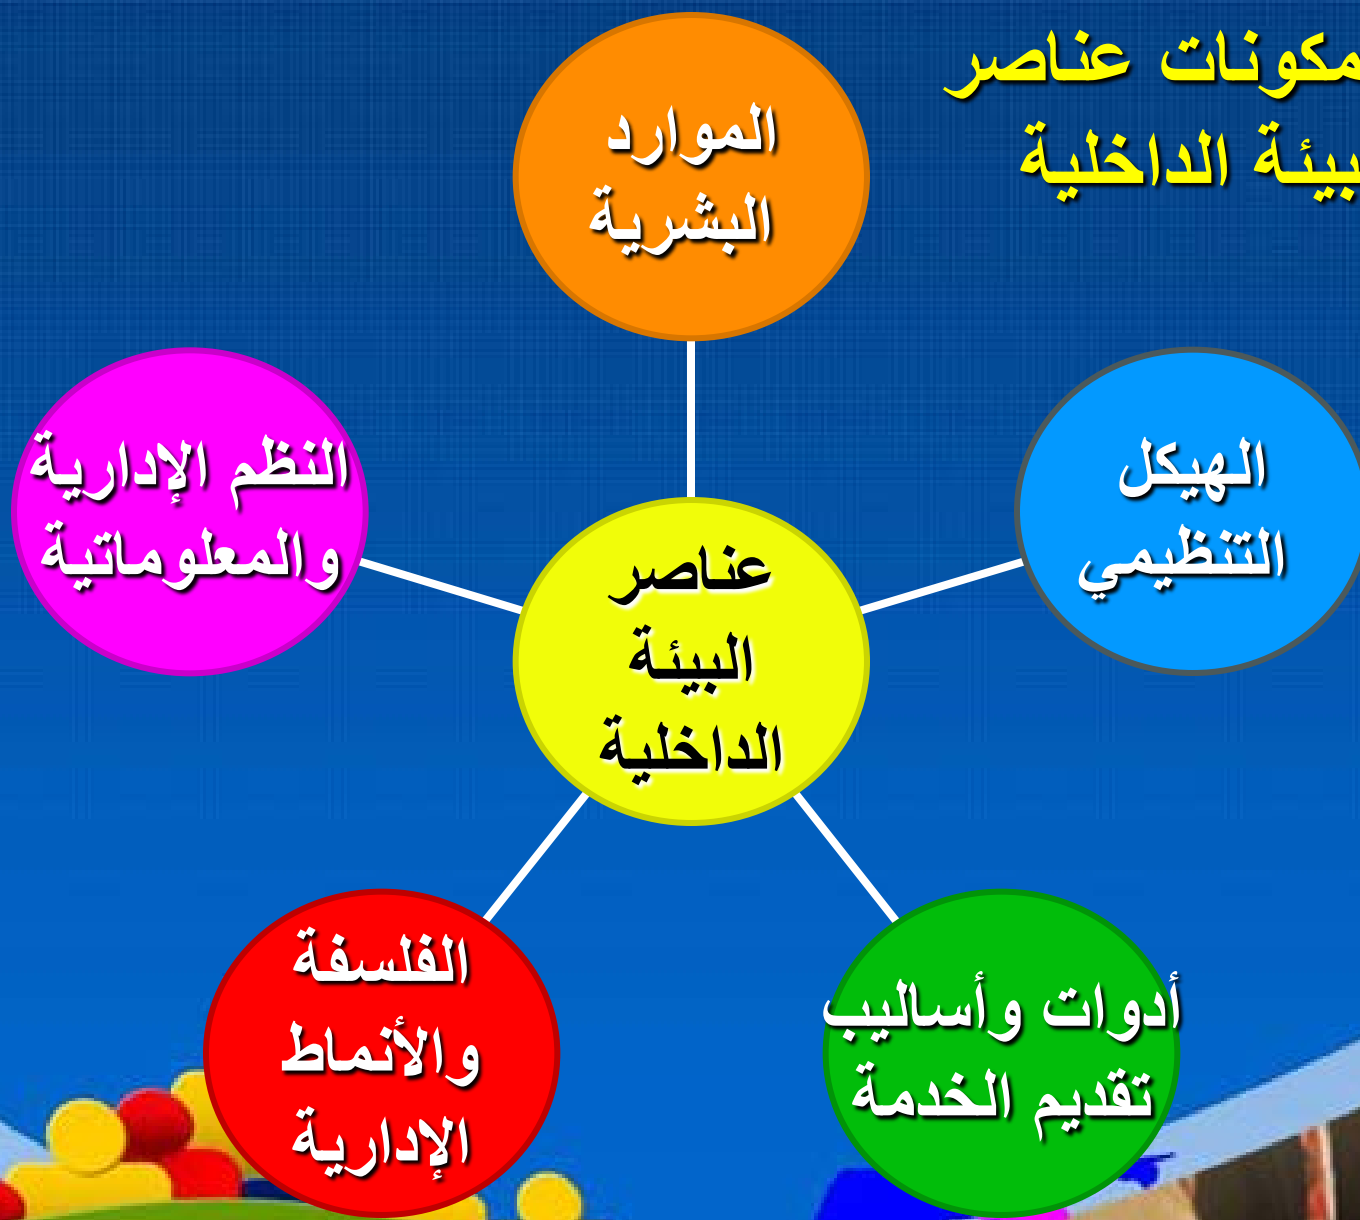 مكونات عناصر
بيئة الداخلية
الموارد
البشرية
الهيكل
التنظيمي
النظم الإدارية
والمعلوماتية
عناصر
البيئة
الداخلية
أدوات وأساليب
تقديم الخدمة
الفلسفة
والأنماط
الإدارية